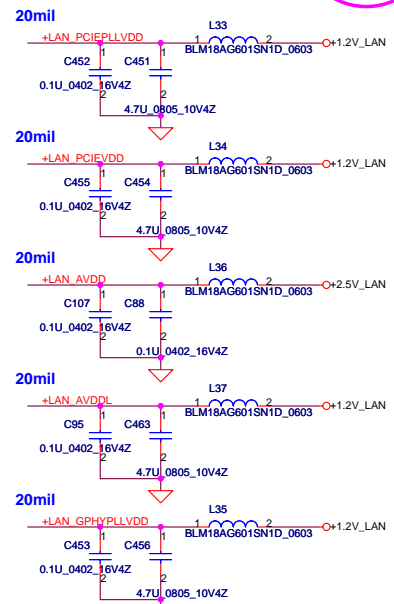 20mil
L33
+LAN_PCIEPLLVDD 1 2 +1.2V_LAN
BLM18AG601SN1D_0603
1 1
C452 C451
0.1U_0402_16V4Z
2 2
4.7U_0805_10V4Z
20mil
L34
+LAN_PCIEVDD 1 2 +1.2V_LAN
BLM18AG601SN1D_0603
1 1
C455 C454
0.1U_0402_16V4Z
2 2
4.7U_0805_10V4Z
20mil
L36
+LAN_AVDD 1 2 +2.5V_LAN
BLM18AG601SN1D_0603
1 1
C107 C88
0.1U_0402_16V4Z
2 2
0.1U_0402_16V4Z
20mil
L37
+LAN_AVDDL 1 2 +1.2V_LAN
BLM18AG601SN1D_0603
1 1
C95 C463
0.1U_0402_16V4Z
2 2
4.7U_0805_10V4Z
20mil
L35
+LAN_GPHYPLLVDD 1 2 +1.2V_LAN
BLM18AG601SN1D_0603
1 1
C453 C456
0.1U_0402_16V4Z
2 2
4.7U_0805_10V4Z